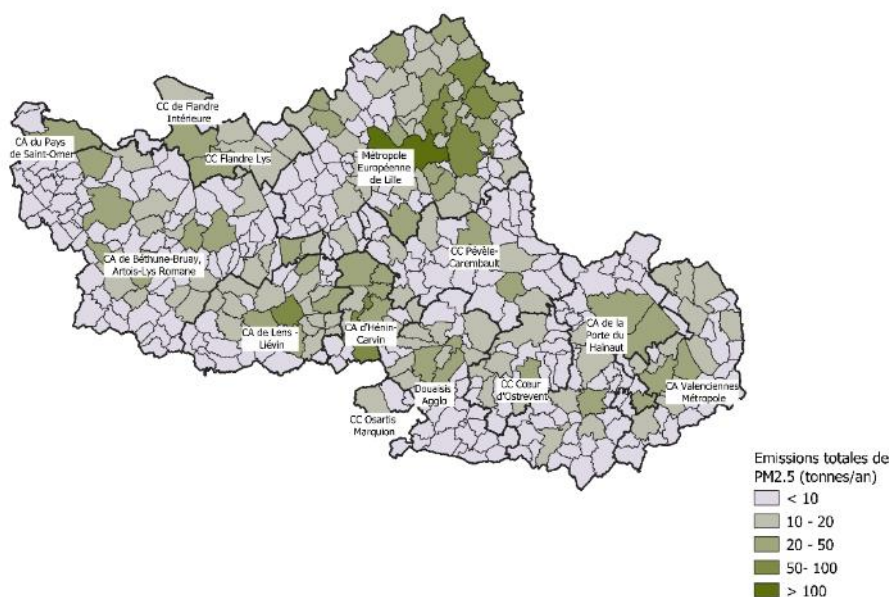 CC de Flandre
Intérieure
CA du Pays
de Saint-Omer
CC Flandre Lys
Métropole
Européenne
de Lille
CA de Béthune-Bruay,
Artois-Lys Romane
CC Pévèle-
Carembault
CA de Lens -
Liévin
CA d'Hénin-
Carvin
CA de la
Porte du
Hainaut
Douaisis
Agglo
CC Cœur
d'Ostrevent
CA Valenciennes
Métropole
CC Osartis
Marquion
Emissions totales de
PM2.5 (tonnes/an)
< 10
10 - 20
20 - 50
50- 100
> 100